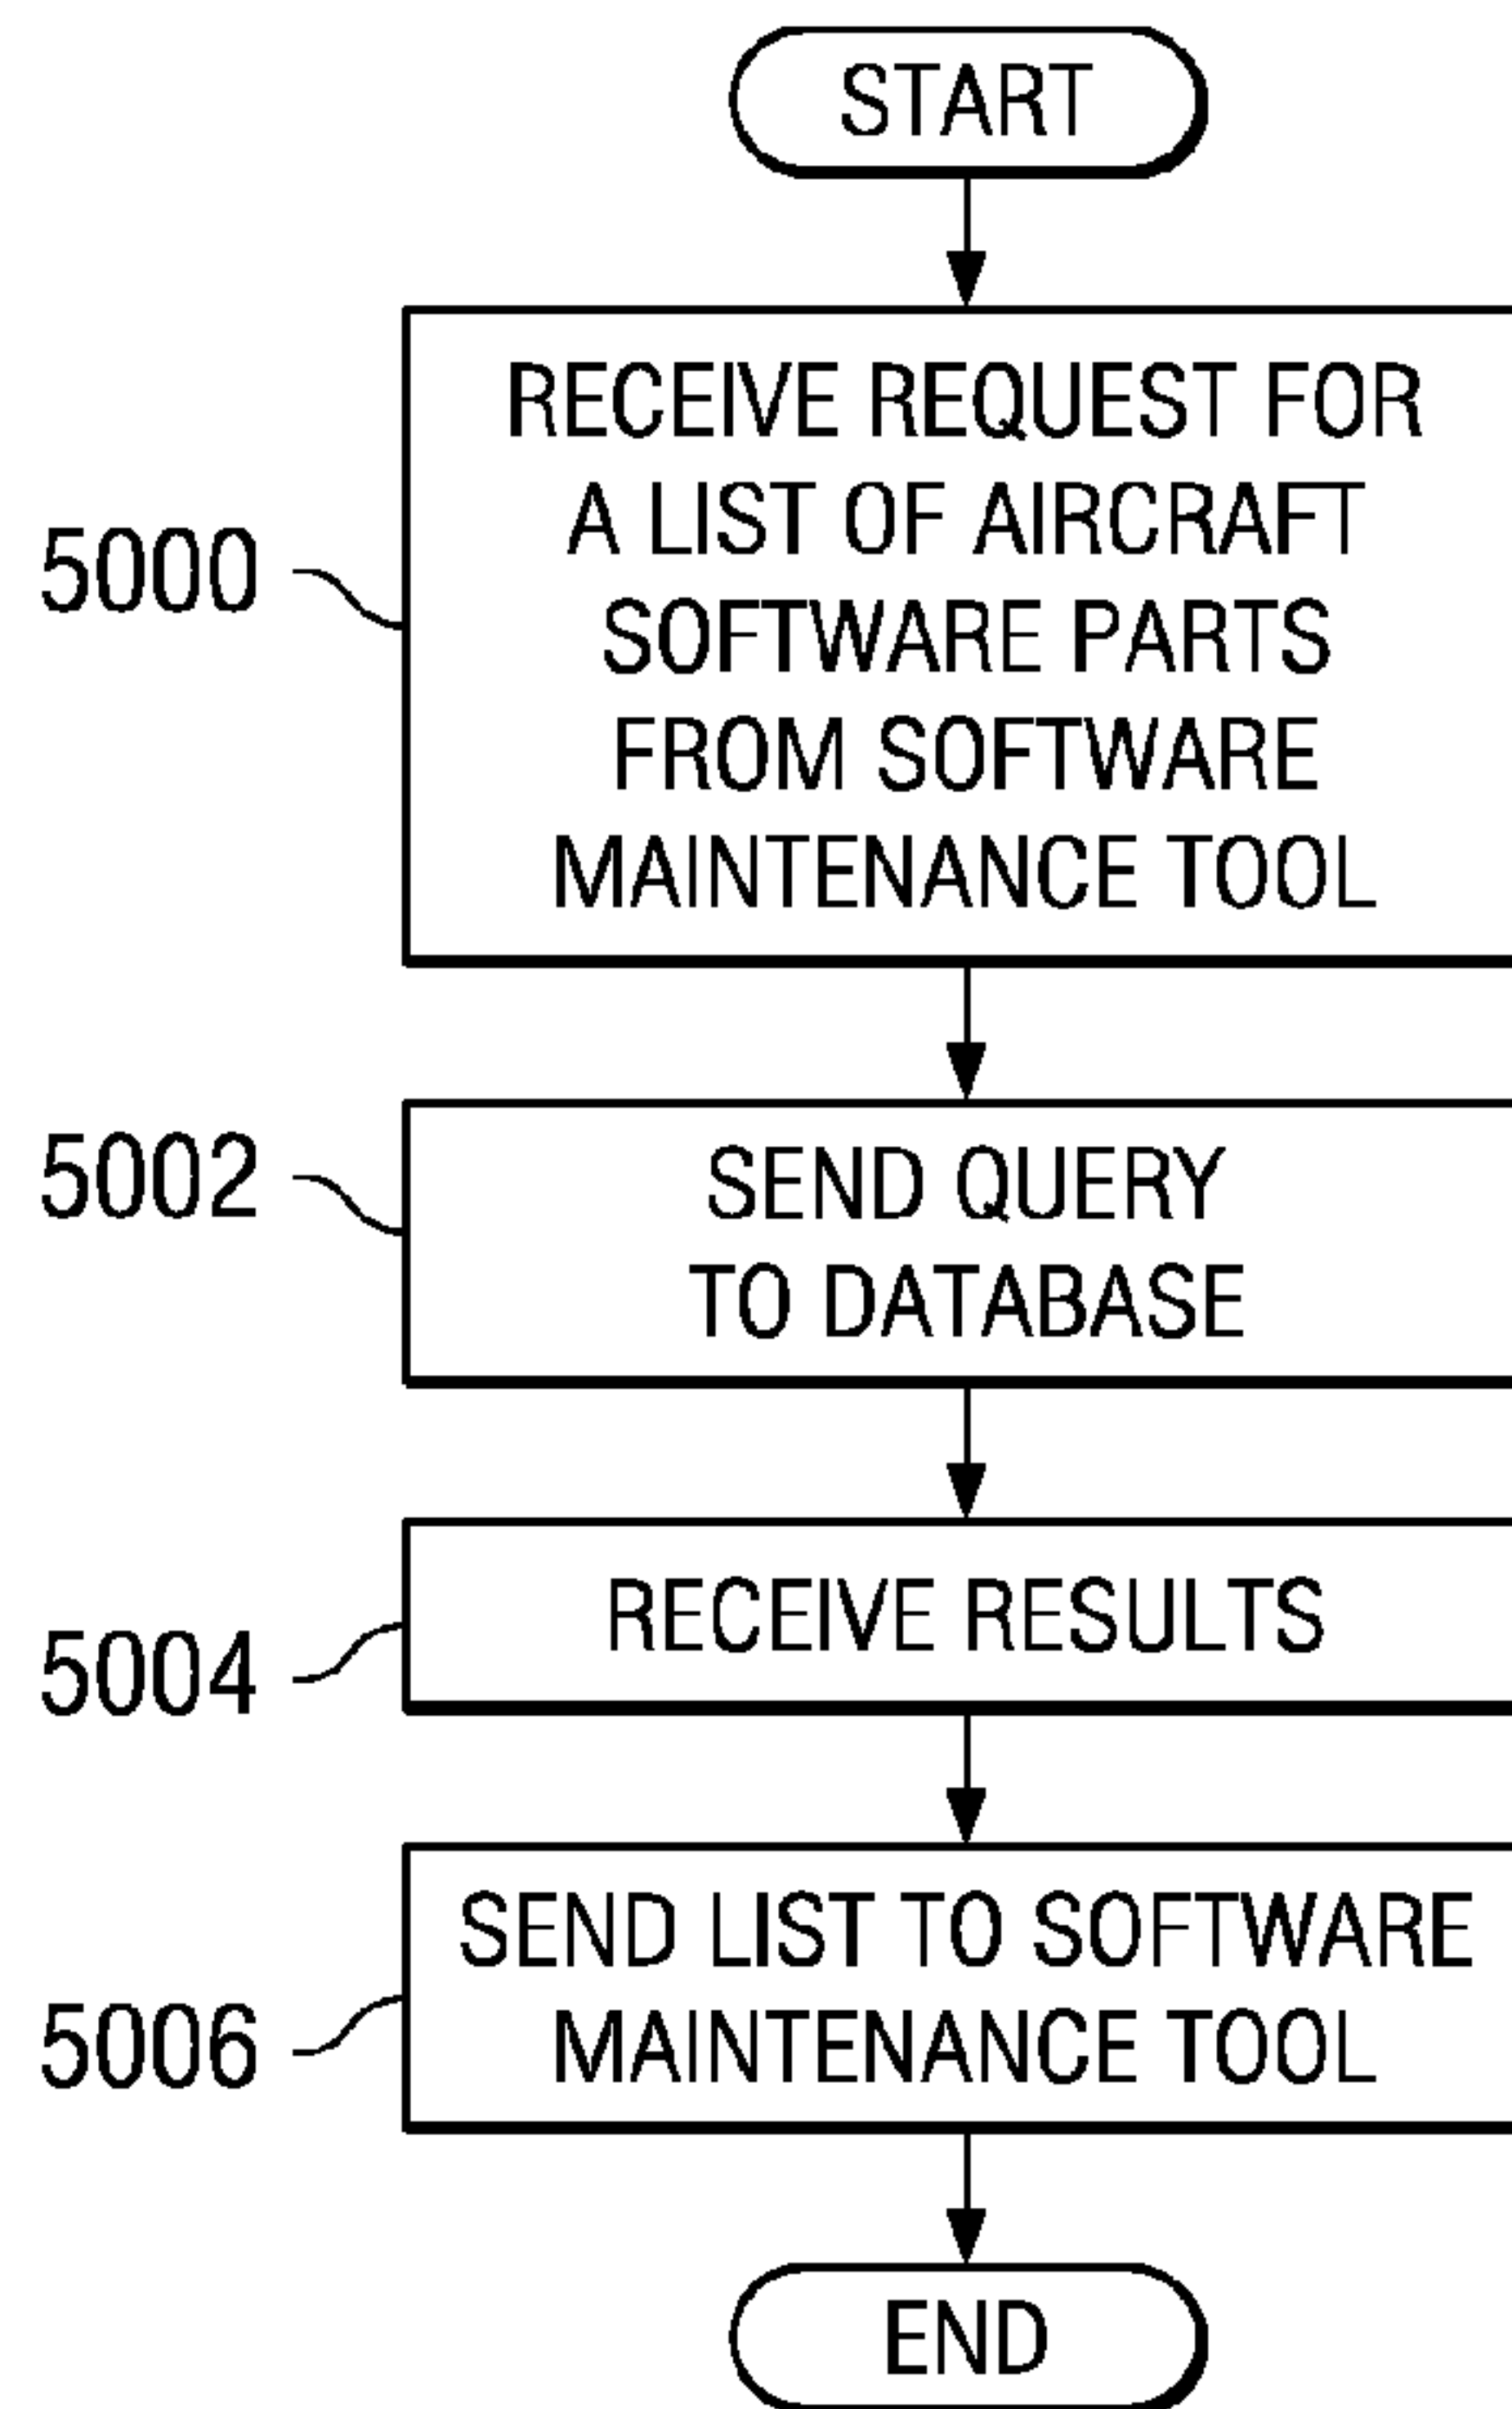 START
5000
RECEIVE REQUEST FOR
A LIST OF AIRCRAFT
SOFTWARE PARTS
FROM SOFTWARE
MAINTENANCE TOOL
5002
SEND QUERY
TO DATABASE
5004
RECEIVE RESULTS
5006
SEND LIST TO SOFTWARE
MAINTENANCE TOOL
END